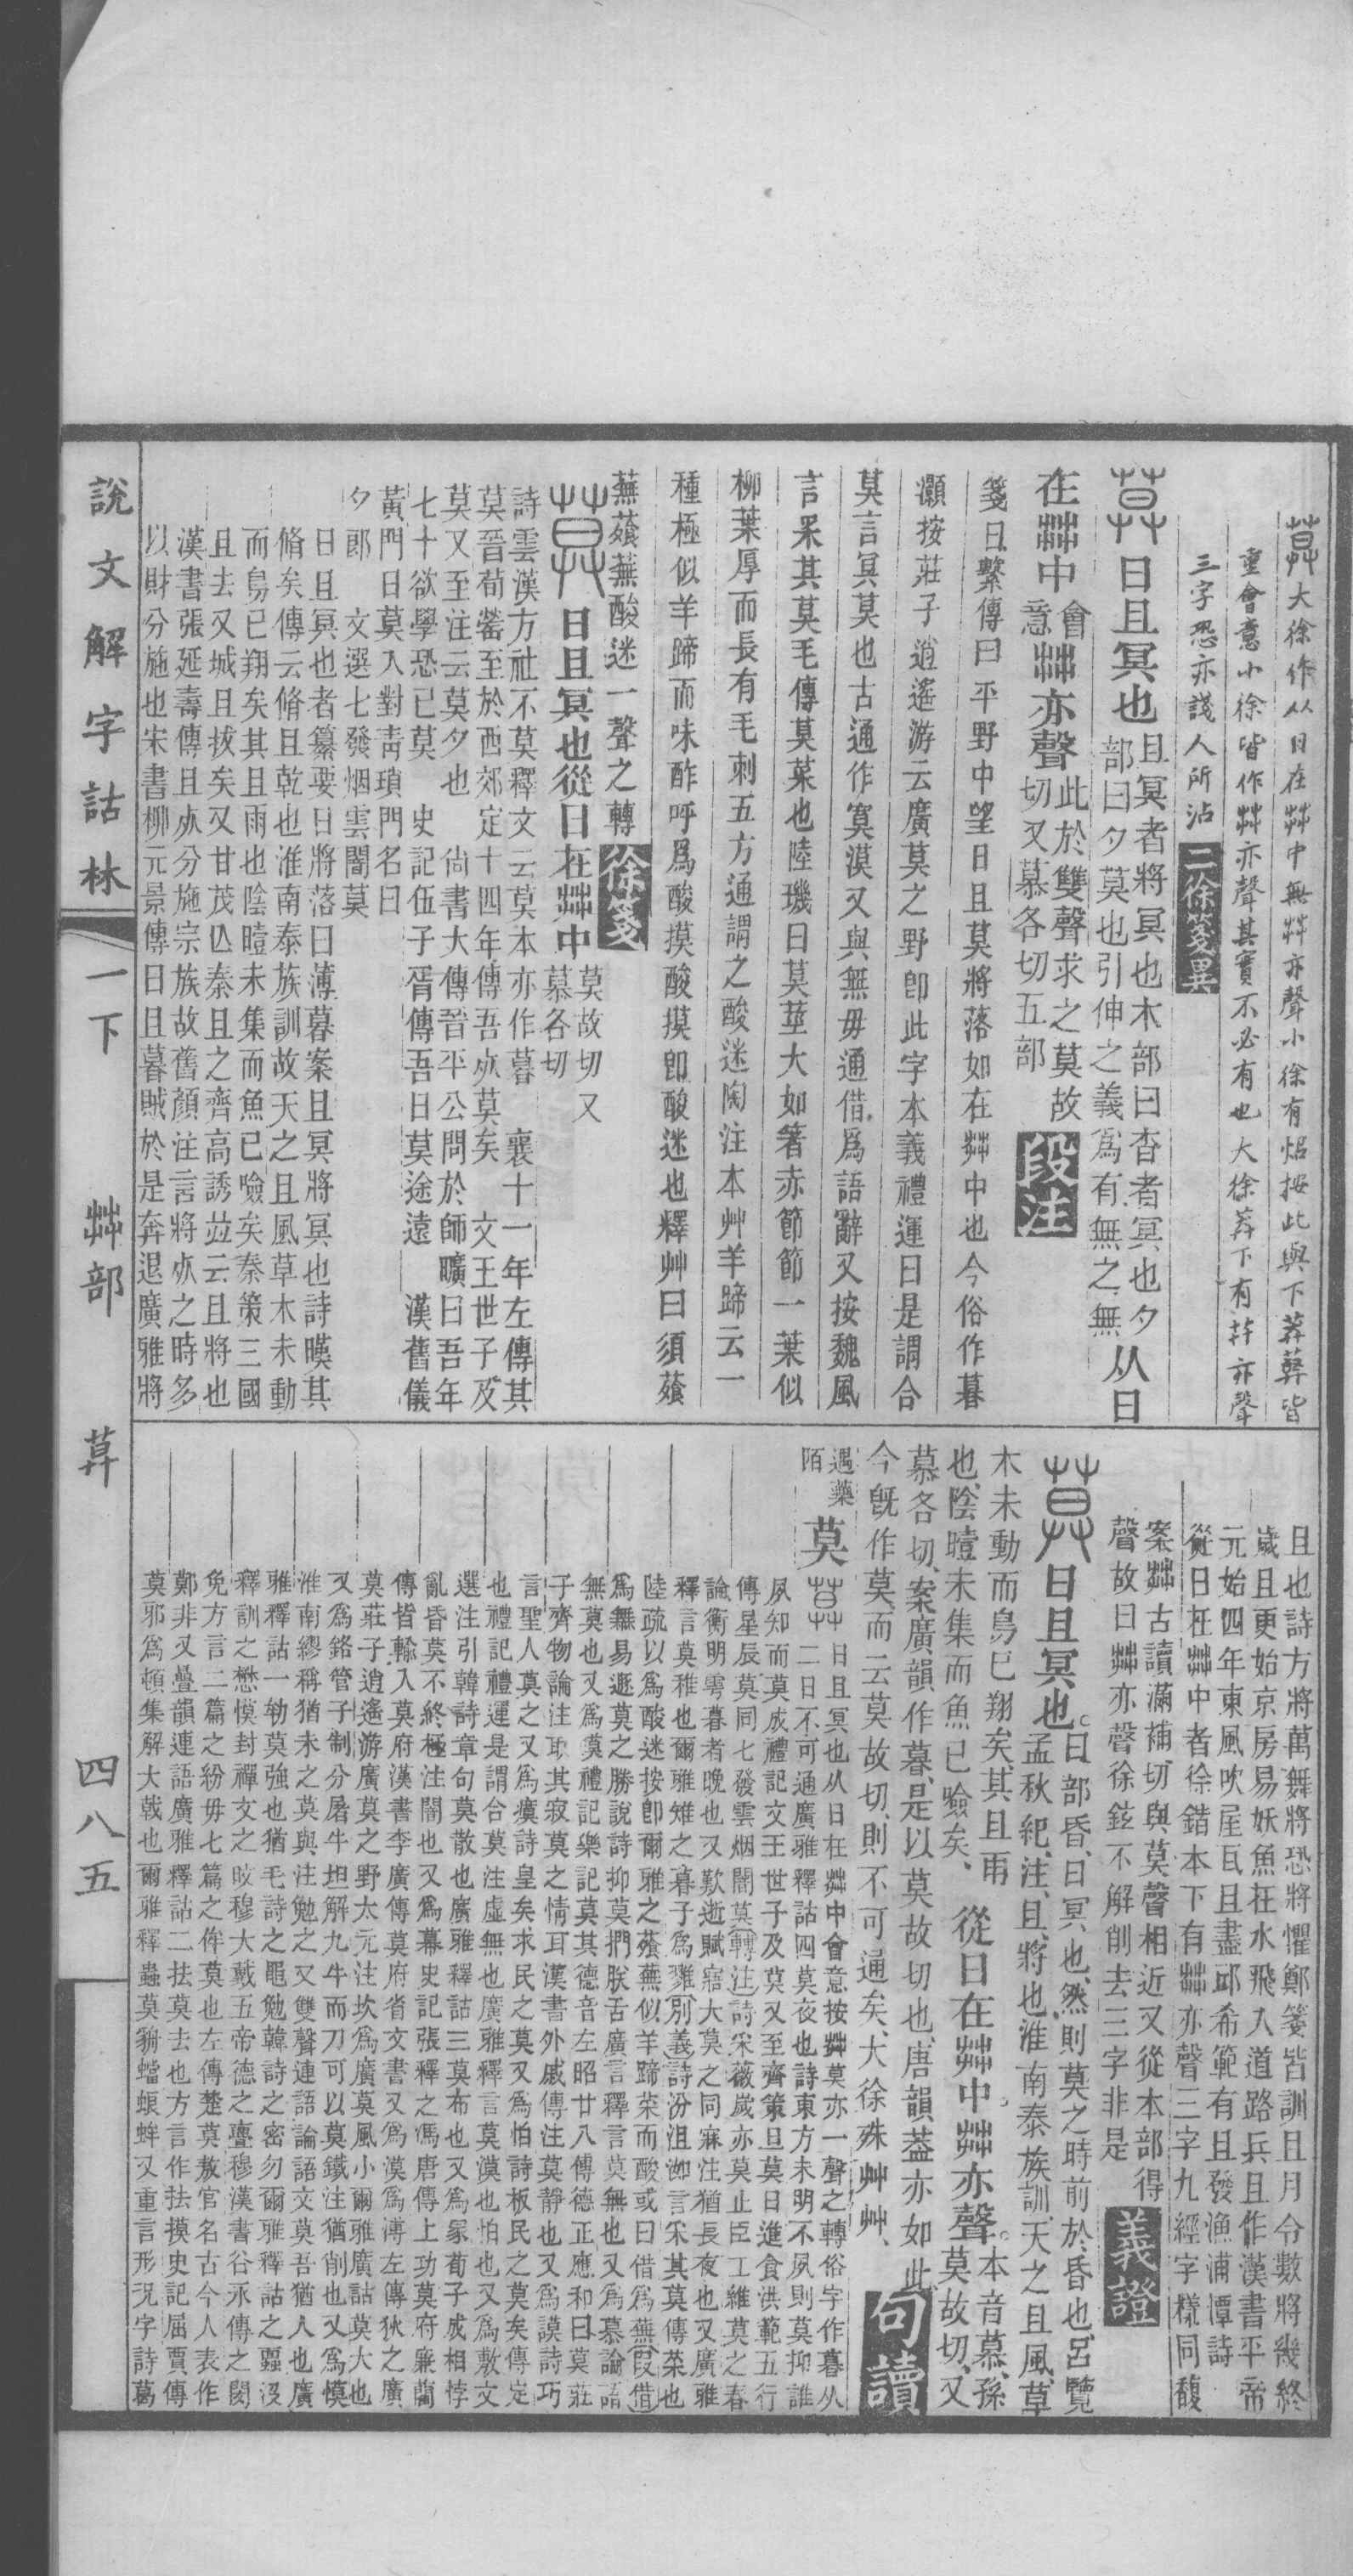 莫大徐作从日在茻中無茻亦聲小徐有炤按此與下莽葬皆
重會意小徐皆作茻亦聲其實不必有也大徐葬下有茻亦聲
三字恐亦淺人所沾二徐箋異
莫日且冥也且冥者將冥也木部曰杳者冥也夕
部曰夕莫也引伸之義爲有無之無从日
在茻中會意茻亦聲此於雙聲求之莫故
切又慕各切五部段注
箋曰繫傳曰平野中望日且莫將落如在茻中也今俗作暮
灝按莊子逍遙游云廣莫之野卽此字本義禮運曰是謂合
莫言冥莫也古通作寞漠又與無毋通借爲語辭又按魏風
言采其莫毛傳莫菜也陸璣曰莫莖大如箸赤節節一葉似
柳葉厚而長有毛刺五方通謂之酸迷陶注本艸羊蹄云一
種極似羊蹄而味酢呼爲酸摸酸摸卽酸迷也釋艸曰須薞
蕪薞蕪酸迷一聲之轉徐箋
莫日且冥也從日在茻中莫故切又
慕各切
詩雲漢方社不莫釋文云莫本亦作暮 襄十一年左傳其
莫晉荀罃至於西郊定十四年傳吾夙莫矣 文王世子及
莫又至注云莫夕也 尙書大傳晉平公問於師曠曰吾年
七十欲學恐已莫 史記伍子胥傳吾日莫途遠 漢舊儀
黃門日莫入對靑瑣門名曰
夕郎 文選七發烟雲闇莫
日且冥也者纂要日將落曰薄暮案且冥將冥也詩暵其
脩矣傳云脩且乾也淮南泰族訓故天之且風草木未動
而鳥已翔矣其且雨也陰曀未集而魚已噞矣秦策三國
且去又城且拔矣又甘茂亾秦且之齊高誘竝云且將也
漢書張延壽傳且夙分施宗族故舊顏注言將夙之時多
以財分施也宋書柳元景傳日且暮賊於是奔退廣雅將
且也詩方將萬舞將恐將懼鄭箋皆訓且月令數將幾終
歲且更始京房易妖魚在水飛入道路兵且作漢書平帝
元始四年東風吹屋瓦且盡邱希範有且發漁浦潭詩
從日在茻中者徐鍇本下有茻亦聲三字九經字樣同馥
案茻古讀滿補切與莫聲相近又從本部得
聲故曰茻亦聲徐鉉不解削去三字非是義證
莫日且冥也。日部昏、日冥也、然則莫之時前於昏也、呂覽
孟秋紀、注、且、將也、淮南泰族訓、天之且風、草
木未動而鳥已翔矣、其且雨
也、陰曀未集而魚已噞矣、從日在茻中。茻亦聲。本音慕、孫
莫故切、又
慕各切、案廣韻作暮、是以莫故切也、唐韻葢亦如此、
今旣作莫而云莫故切、則不可通矣、大徐殊艸艸、句讀
莫
遇藥
陌
莫日且冥也从日在茻中會意按茻莫亦一聲之轉俗字作暮从
二日不可通廣雅釋詁四莫夜也詩東方未明不夙則莫抑誰
夙知而莫成禮記文王世子及莫又至齊策旦莫日進食洪範五行
傳星辰莫同七發雲烟闇莫（轉注）詩采薇歲亦莫止臣工維莫之春
論衡明雩暮者晚也又歎逝賦寤大莫之同寐注猶長夜也又廣雅
釋言莫稚也爾雅雉之暮子爲鷚（別義）詩汾沮洳言采其莫傳菜也
陸疏以爲酸迷按卽爾雅之薞蕪似羊蹄菜而酸或曰借爲蕪（叚借）
爲無易遯莫之勝說詩抑莫捫朕舌廣言釋言莫無也又爲慕論語
無莫也又爲寞禮記樂記莫其德音左昭廿八傳德正應和曰莫莊
子齊物論注取其寂莫之情耳漢書外戚傳注莫靜也又爲謨詩巧
言聖人莫之又爲瘼詩皇矣求民之莫又爲怕詩板民之莫矣傳定
也禮記禮運是謂合莫注虛無也廣雅釋言莫漠也怕也又爲敷文
選注引韓詩章句莫散也廣雅釋詁三莫布也又爲冢荀子成相悖
亂昏莫不終極注闇也又爲幕史記張釋之馮唐傳上功莫府廉藺
傳皆輸入莫府漢書李廣傳莫府省文書又爲漠爲溥左傳狄之廣
莫莊子逍遙游廣莫之野大元注坎爲廣莫風小爾雅廣詁莫大也
又爲鉻管子制分屠牛坦解九牛而刀可以莫鐵注猶削也又爲慔
淮南繆稱猶未之莫與注勉之又雙聲連語論語文莫吾猶人也廣
雅釋詁一劺莫強也猶毛詩之黽勉韓詩之密勿爾雅釋詁之蠠沒
釋訓之懋慔封禪文之旼穆大戴五帝德之亹穆漢書谷永傳之閔
免方言二篇之紛毋七篇之侔莫也左傳楚莫敖官名古今人表作
鄭非又疊韻連語廣雅釋詁二抾莫去也方言作抾摸史記屈賈傳
莫邪爲頓集解大戟也爾雅釋蟲莫貈蟷蜋蛑又重言形況字詩葛
說文解字詁林 一下 茻部 茻 四八五